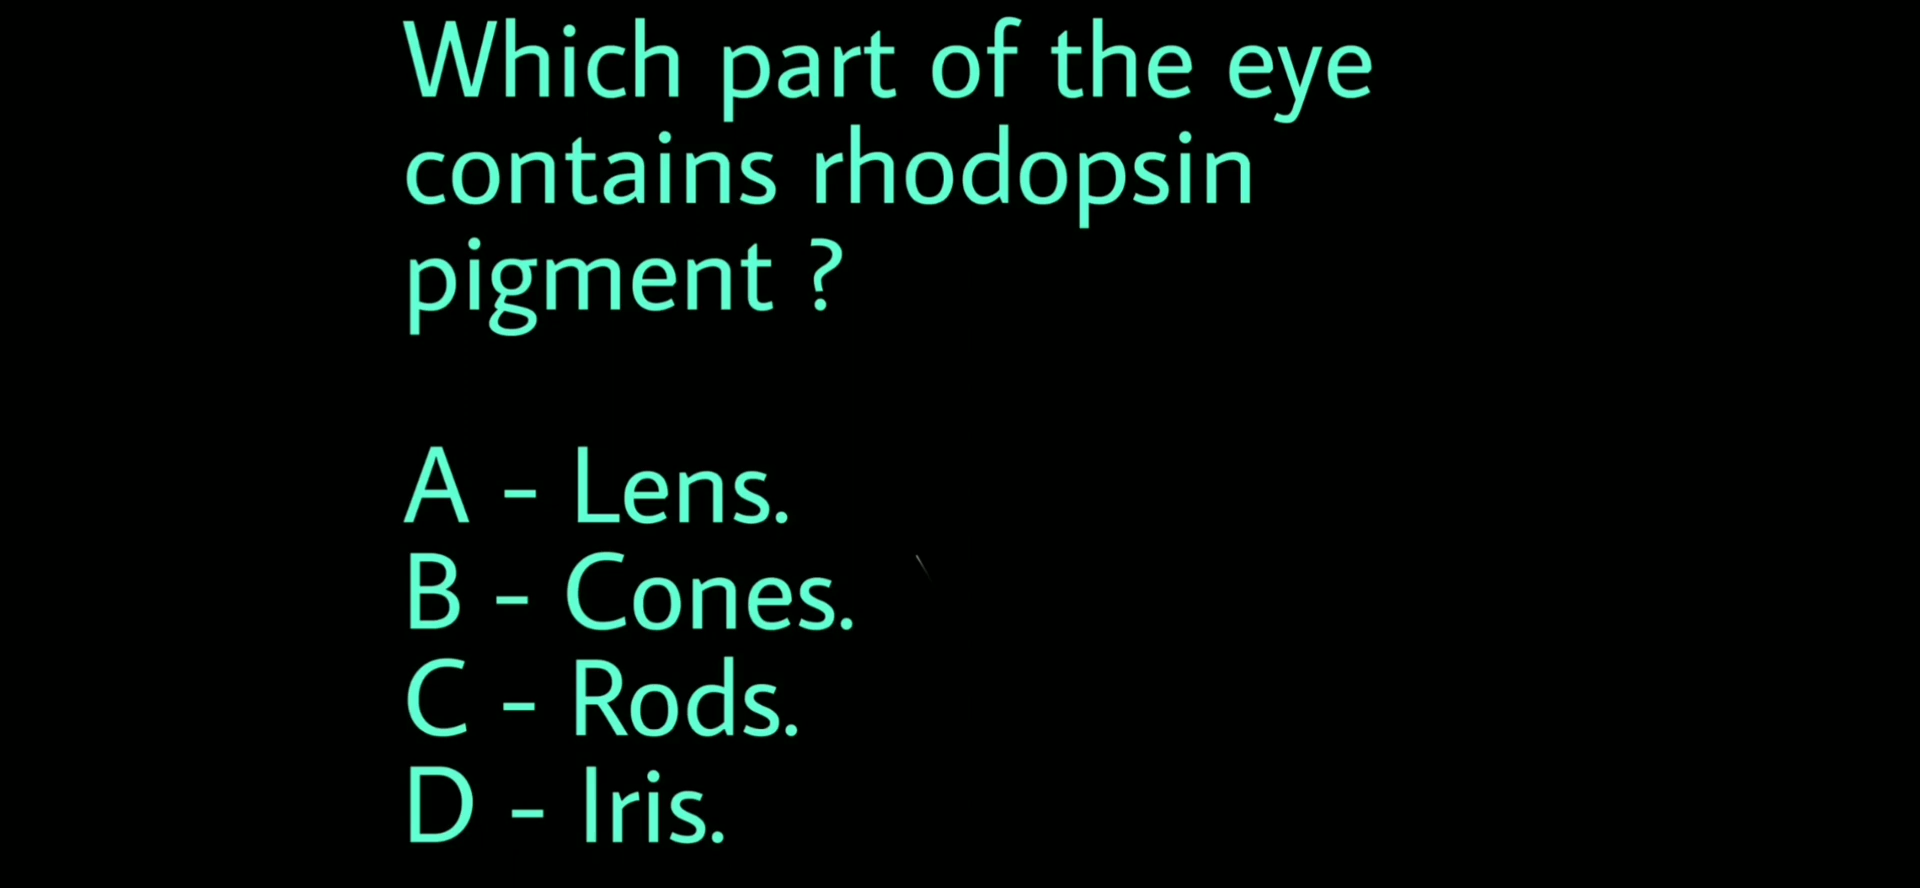 Which part of the eye
contains rhodopsin
pigment ?
A - Lens.
B - Cones.
C - Rods.
D - Iris.